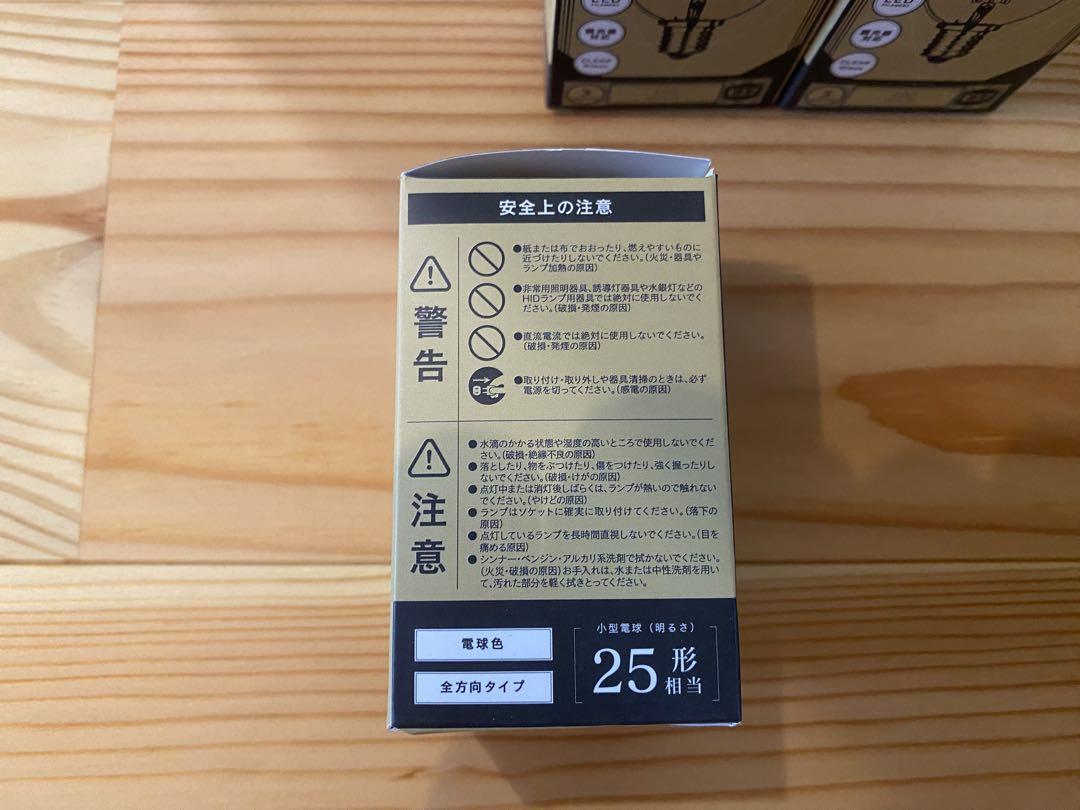 LED
調光器
対応
CLEAR
LED
調光器
対応
CLEAR
安全上の注意
警告
●紙または布でおおったり、燃えやすいものに
近づけたりしないでください。(火災・器具や
ランプ加熱の原因)
●非常用照明器具、誘導灯器具や水銀灯などの
HIDランプ用器具では絶対に使用しないでく
ださい。(破損・発煙の原因)
●直流電流では絶対に使用しないでください。
(破損・発煙の原因)
●取り付け・取り外しや器具清掃のときは、必ず
電源を切ってください。(感電の原因)
注意
●水滴のかかる状態や湿度の高いところで使用しないでくだ
さい。(破損・絶縁不良の原因)
●落としたり、物をぶつけたり、傷をつけたり、強く握ったりし
ないでください。(破損・けがの原因)
●点灯中または消灯後しばらくは、ランプが熱いので触れない
でください。(やけどの原因)
●ランプはソケットに確実に取り付けてください。(落下の
原因)
●点灯しているランプを長時間直視しないでください。(目を
痛める原因)
●シンナー・ベンジン・アルカリ系洗剤で拭かないでください。
(火災・破損の原因)お手入れは、水または中性洗剤を用い
て、汚れた部分を軽く拭きとってください。
電球色
全方向タイプ
小型電球(明るさ)
25形相当